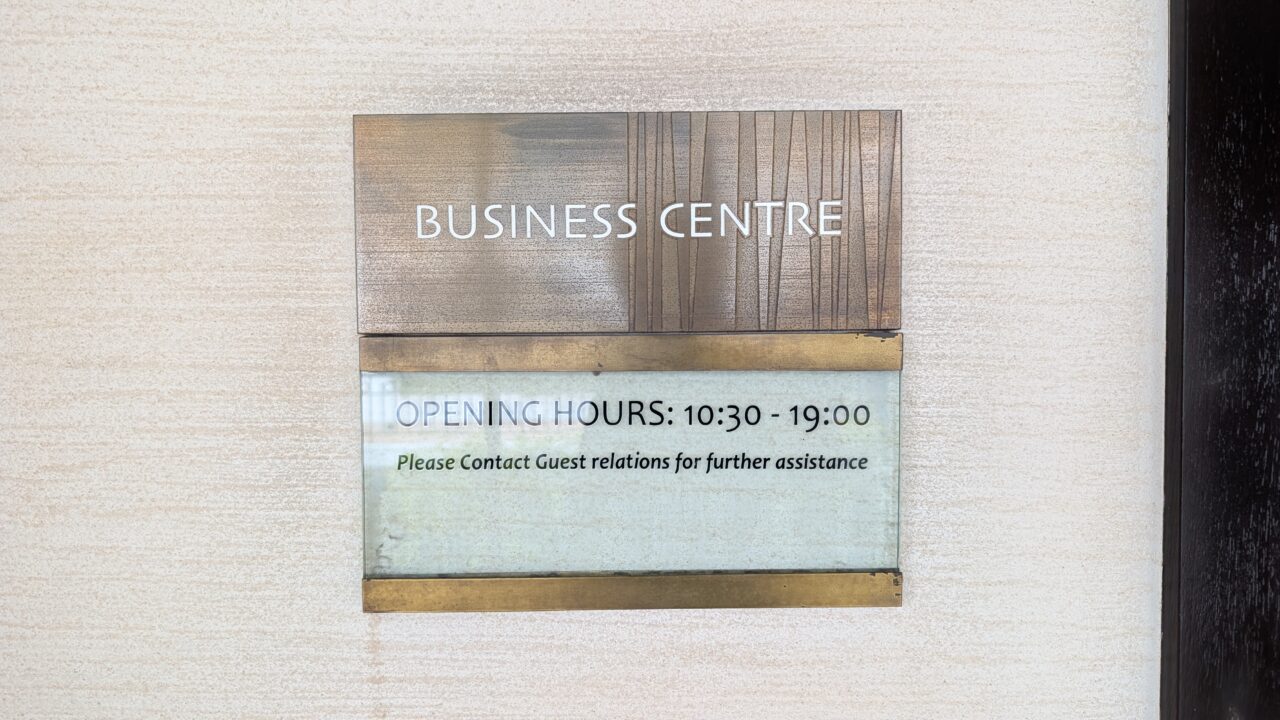 BUSINESS CENTRE
OPENING HOURS: 10:30 - 19:00
Please Contact Guest relations for further assistance